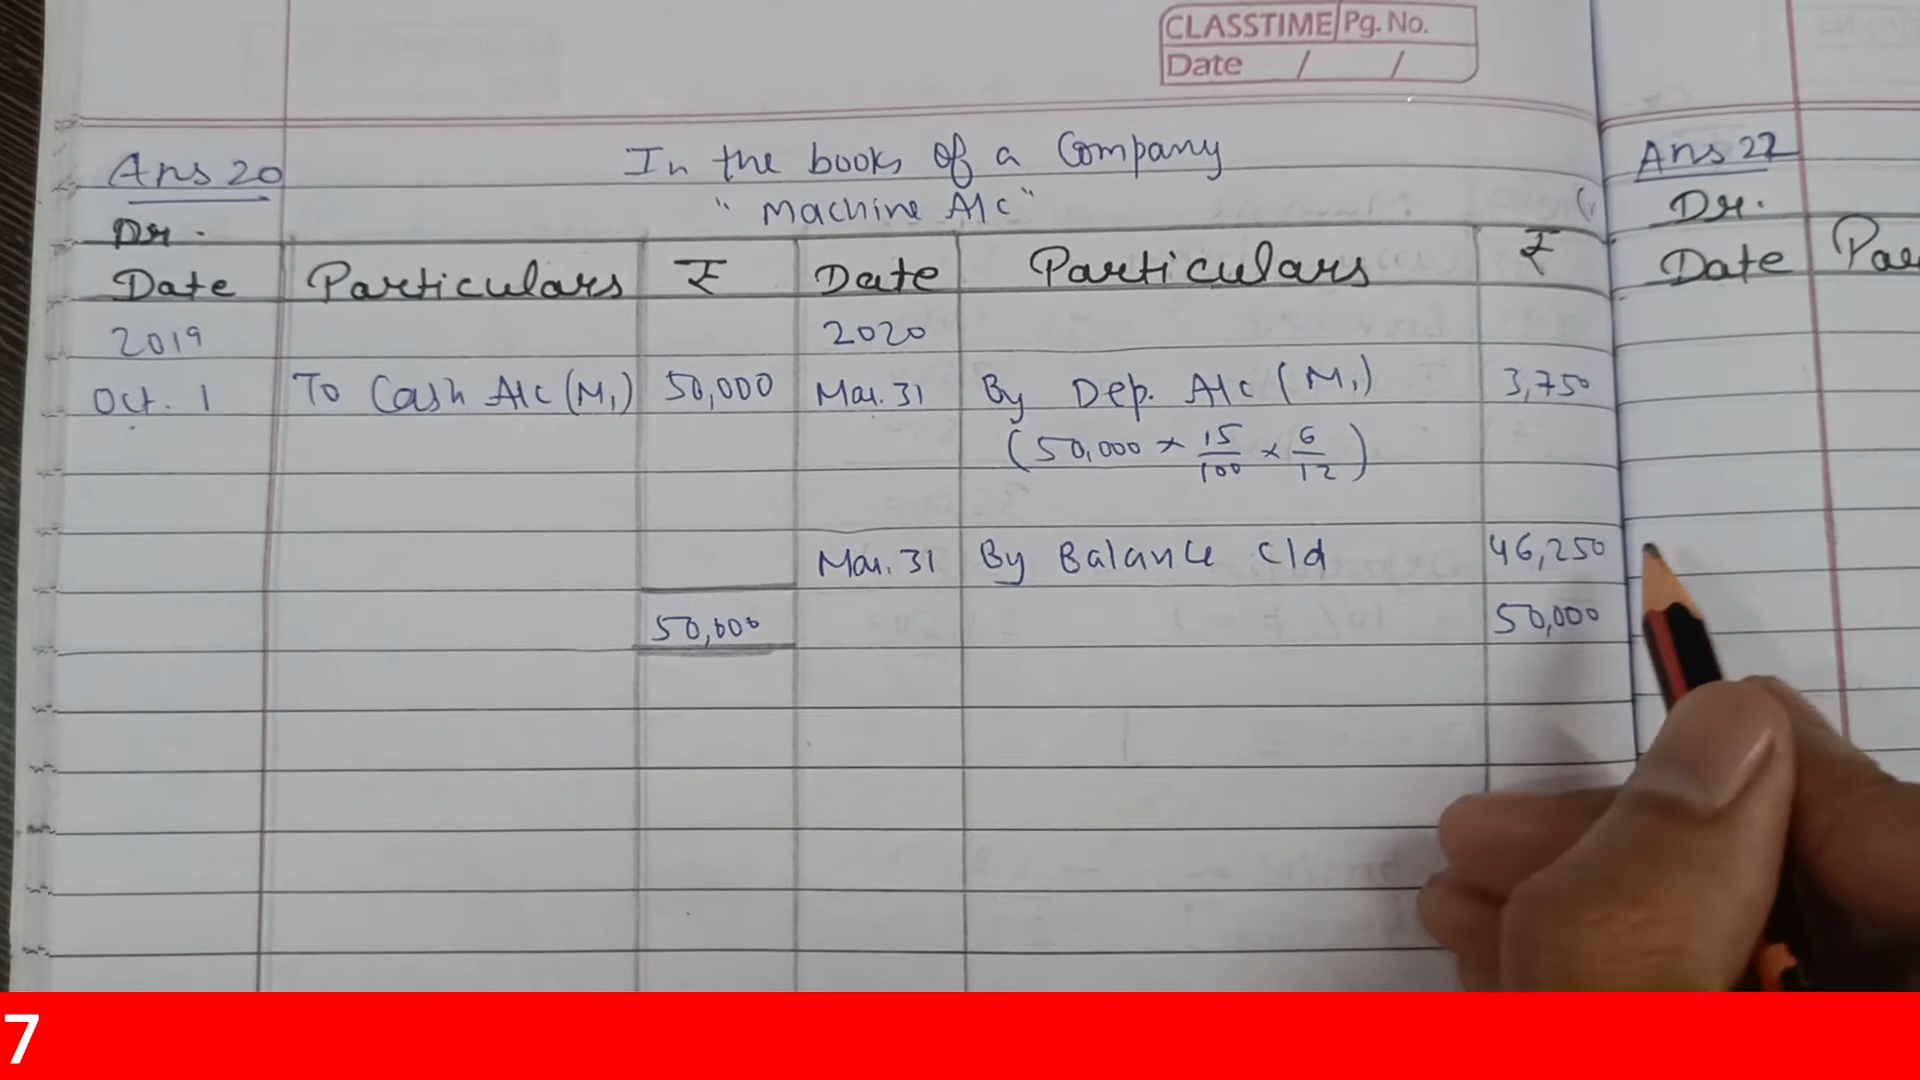 CLASSTIME Pg. No.
Date / /
Ans 20 In the books of a Company
"Machine A/c"
Dr.
Date Particulars ₹ Date Particulars ₹
2019 2020
Oct. 1 To Cash A/c (M₁) 50,000 Mar. 31 By Dep. A/c (M₁) 3,750
(50,000 × 15/100 × 6/12)
Mar. 31 By Balance c/d 46,250
50,000 50,000
Ans 22
Dr.
Date
7